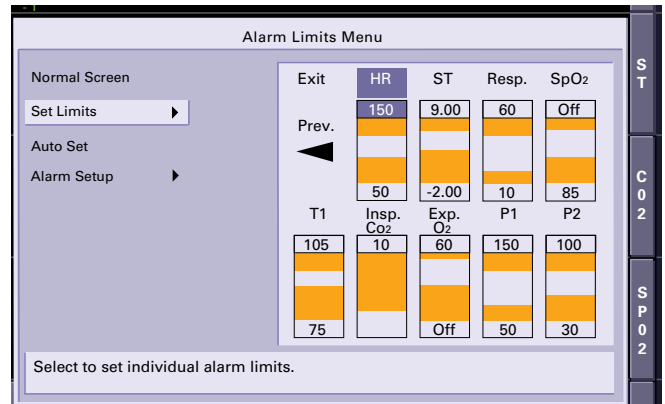 Alarm Limits Menu
Normal Screen
Set Limits
Auto Set
Alarm Setup
Exit HR ST Resp. SpO2
150 9.00 60 Off
Prev.
50 -2.00 10 85
T1 Insp. Exp. P1 P2
Co2 O2
105 10 60 150 100
75 Off 50 30
Select to set individual alarm limits.
S
T
C
0
2
S
P
0
2